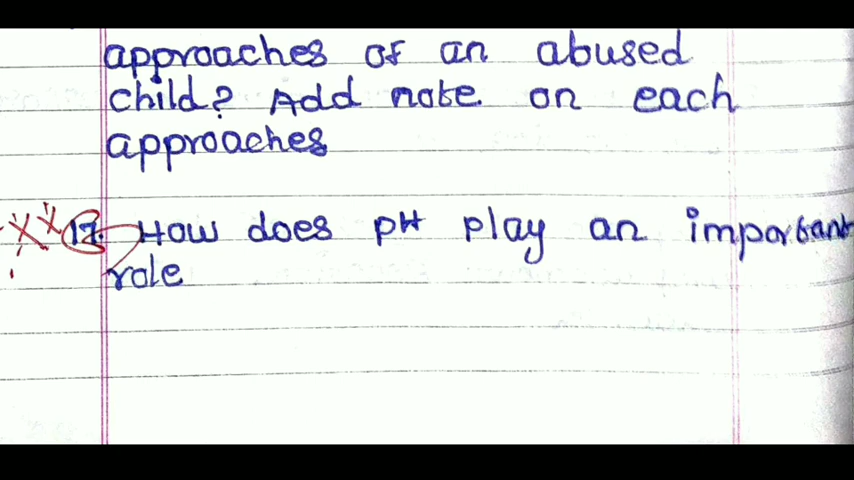 approaches of an abused
child? Add note on each
approaches
17. How does pH play an important
role